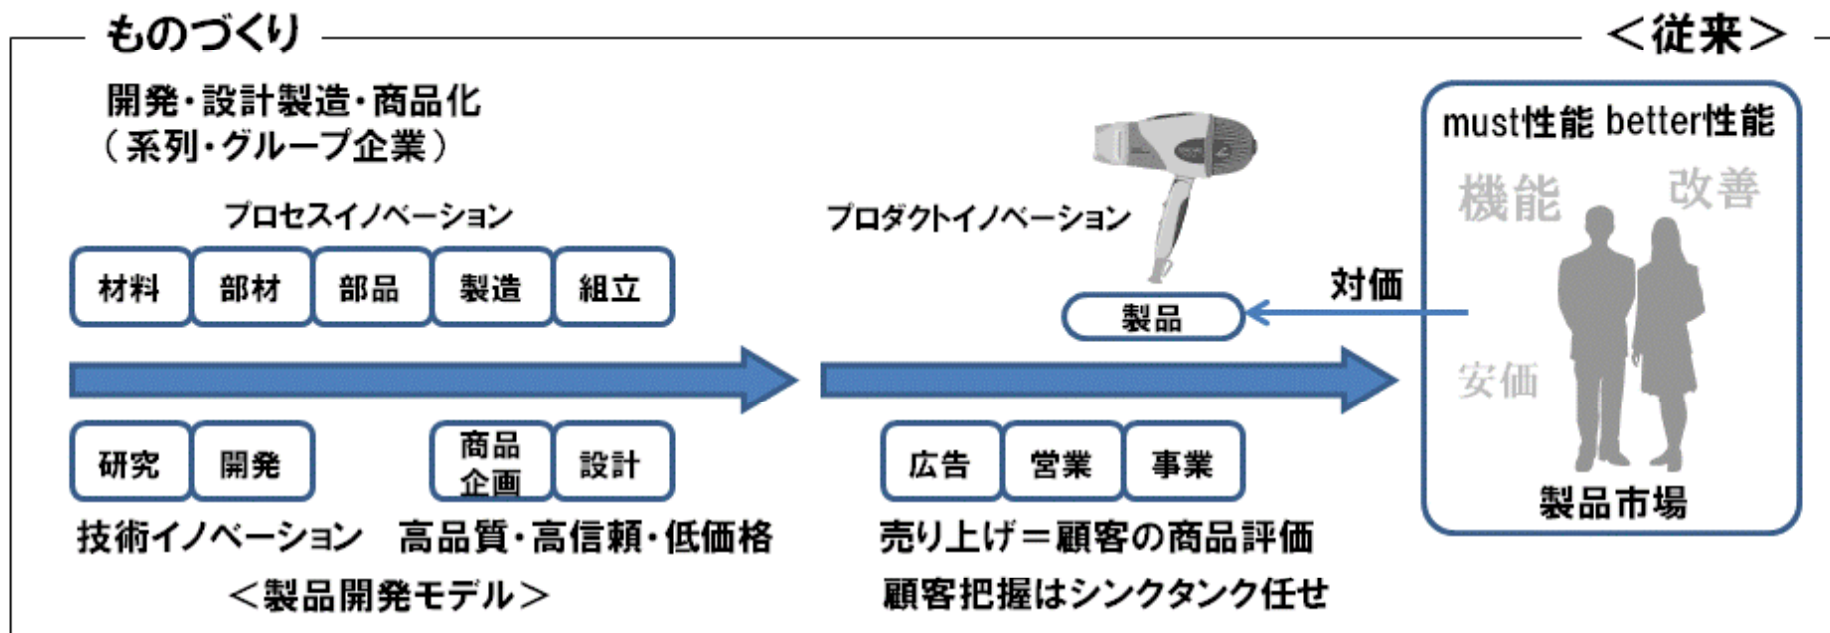 ものづくり
＜従来＞
開発・設計製造・商品化
（系列・グループ企業）
プロセスイノベーション
材料 部材 部品 製造 組立
研究 開発
商品
企画
設計
技術イノベーション
高品質・高信頼・低価格
＜製品開発モデル＞
プロダクトイノベーション
製品
対価
広告 営業 事業
売り上げ＝顧客の商品評価
顧客把握はシンクタンク任せ
must性能 better性能
機能
改善
安価
製品市場